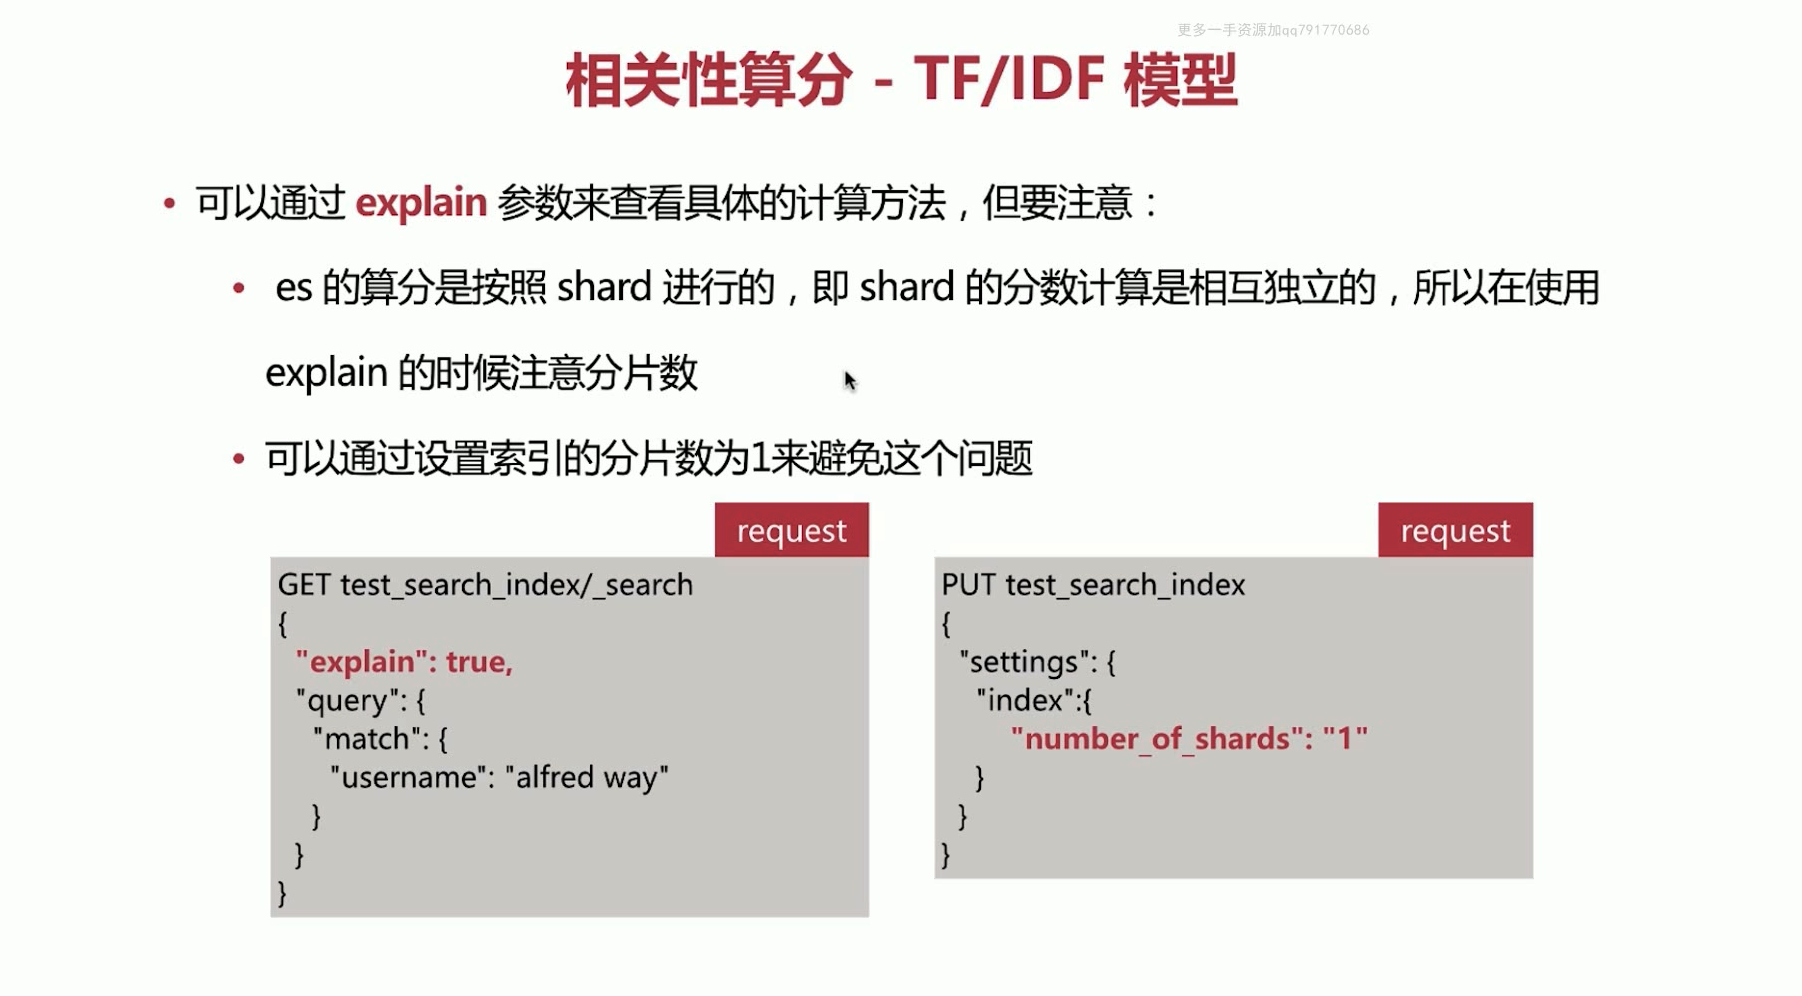 更多一手资源加qq791770686
相关性算分 - TF/IDF 模型
• 可以通过 explain 参数来查看具体的计算方法，但要注意：
• es 的算分是按照 shard 进行的，即 shard 的分数计算是相互独立的，所以在使用
explain 的时候注意分片数
• 可以通过设置索引的分片数为1来避免这个问题
request
GET test_search_index/_search
{
"explain": true,
"query": {
"match": {
"username": "alfred way"
}
}
}
request
PUT test_search_index
{
"settings": {
"index":{
"number_of_shards": "1"
}
}
}